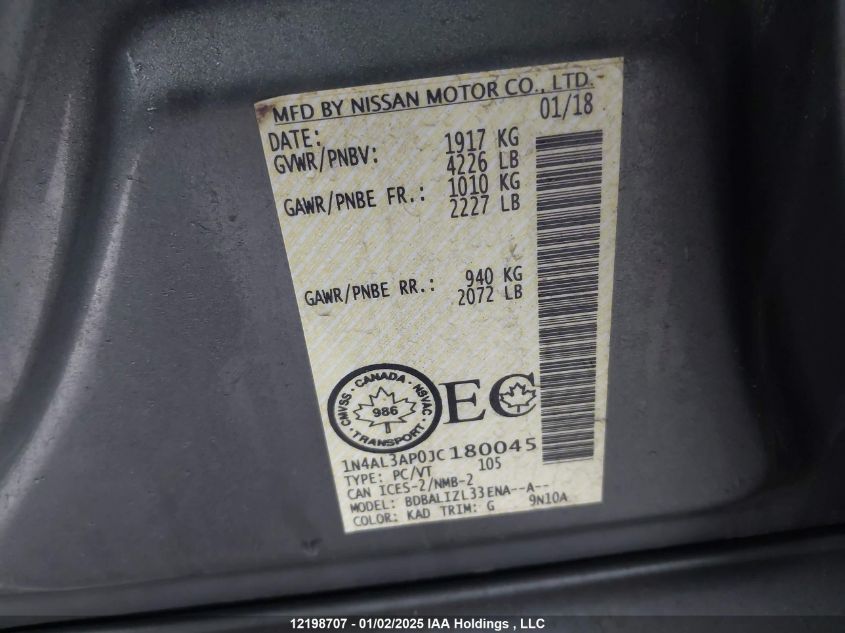 MFD BY NISSAN MOTOR CO., LTD.
DATE: 01/18
GVWR/PNBV: 1917 KG
4226 LB
GAWR/PNBE FR.: 1010 KG
2227 LB
GAWR/PNBE RR.: 940 KG
2072 LB
CMVSS · CANADA · NSVAC · TRANSPORT ·
986
EC
1N4AL3AP0JC180045
TYPE: PC/VT 105
CAN ICES-2/NMB-2
MODEL: BDBALIZL33ENA--A--
COLOR: KAD TRIM: G 9N10A
12198707 - 01/02/2025 IAA Holdings , LLC